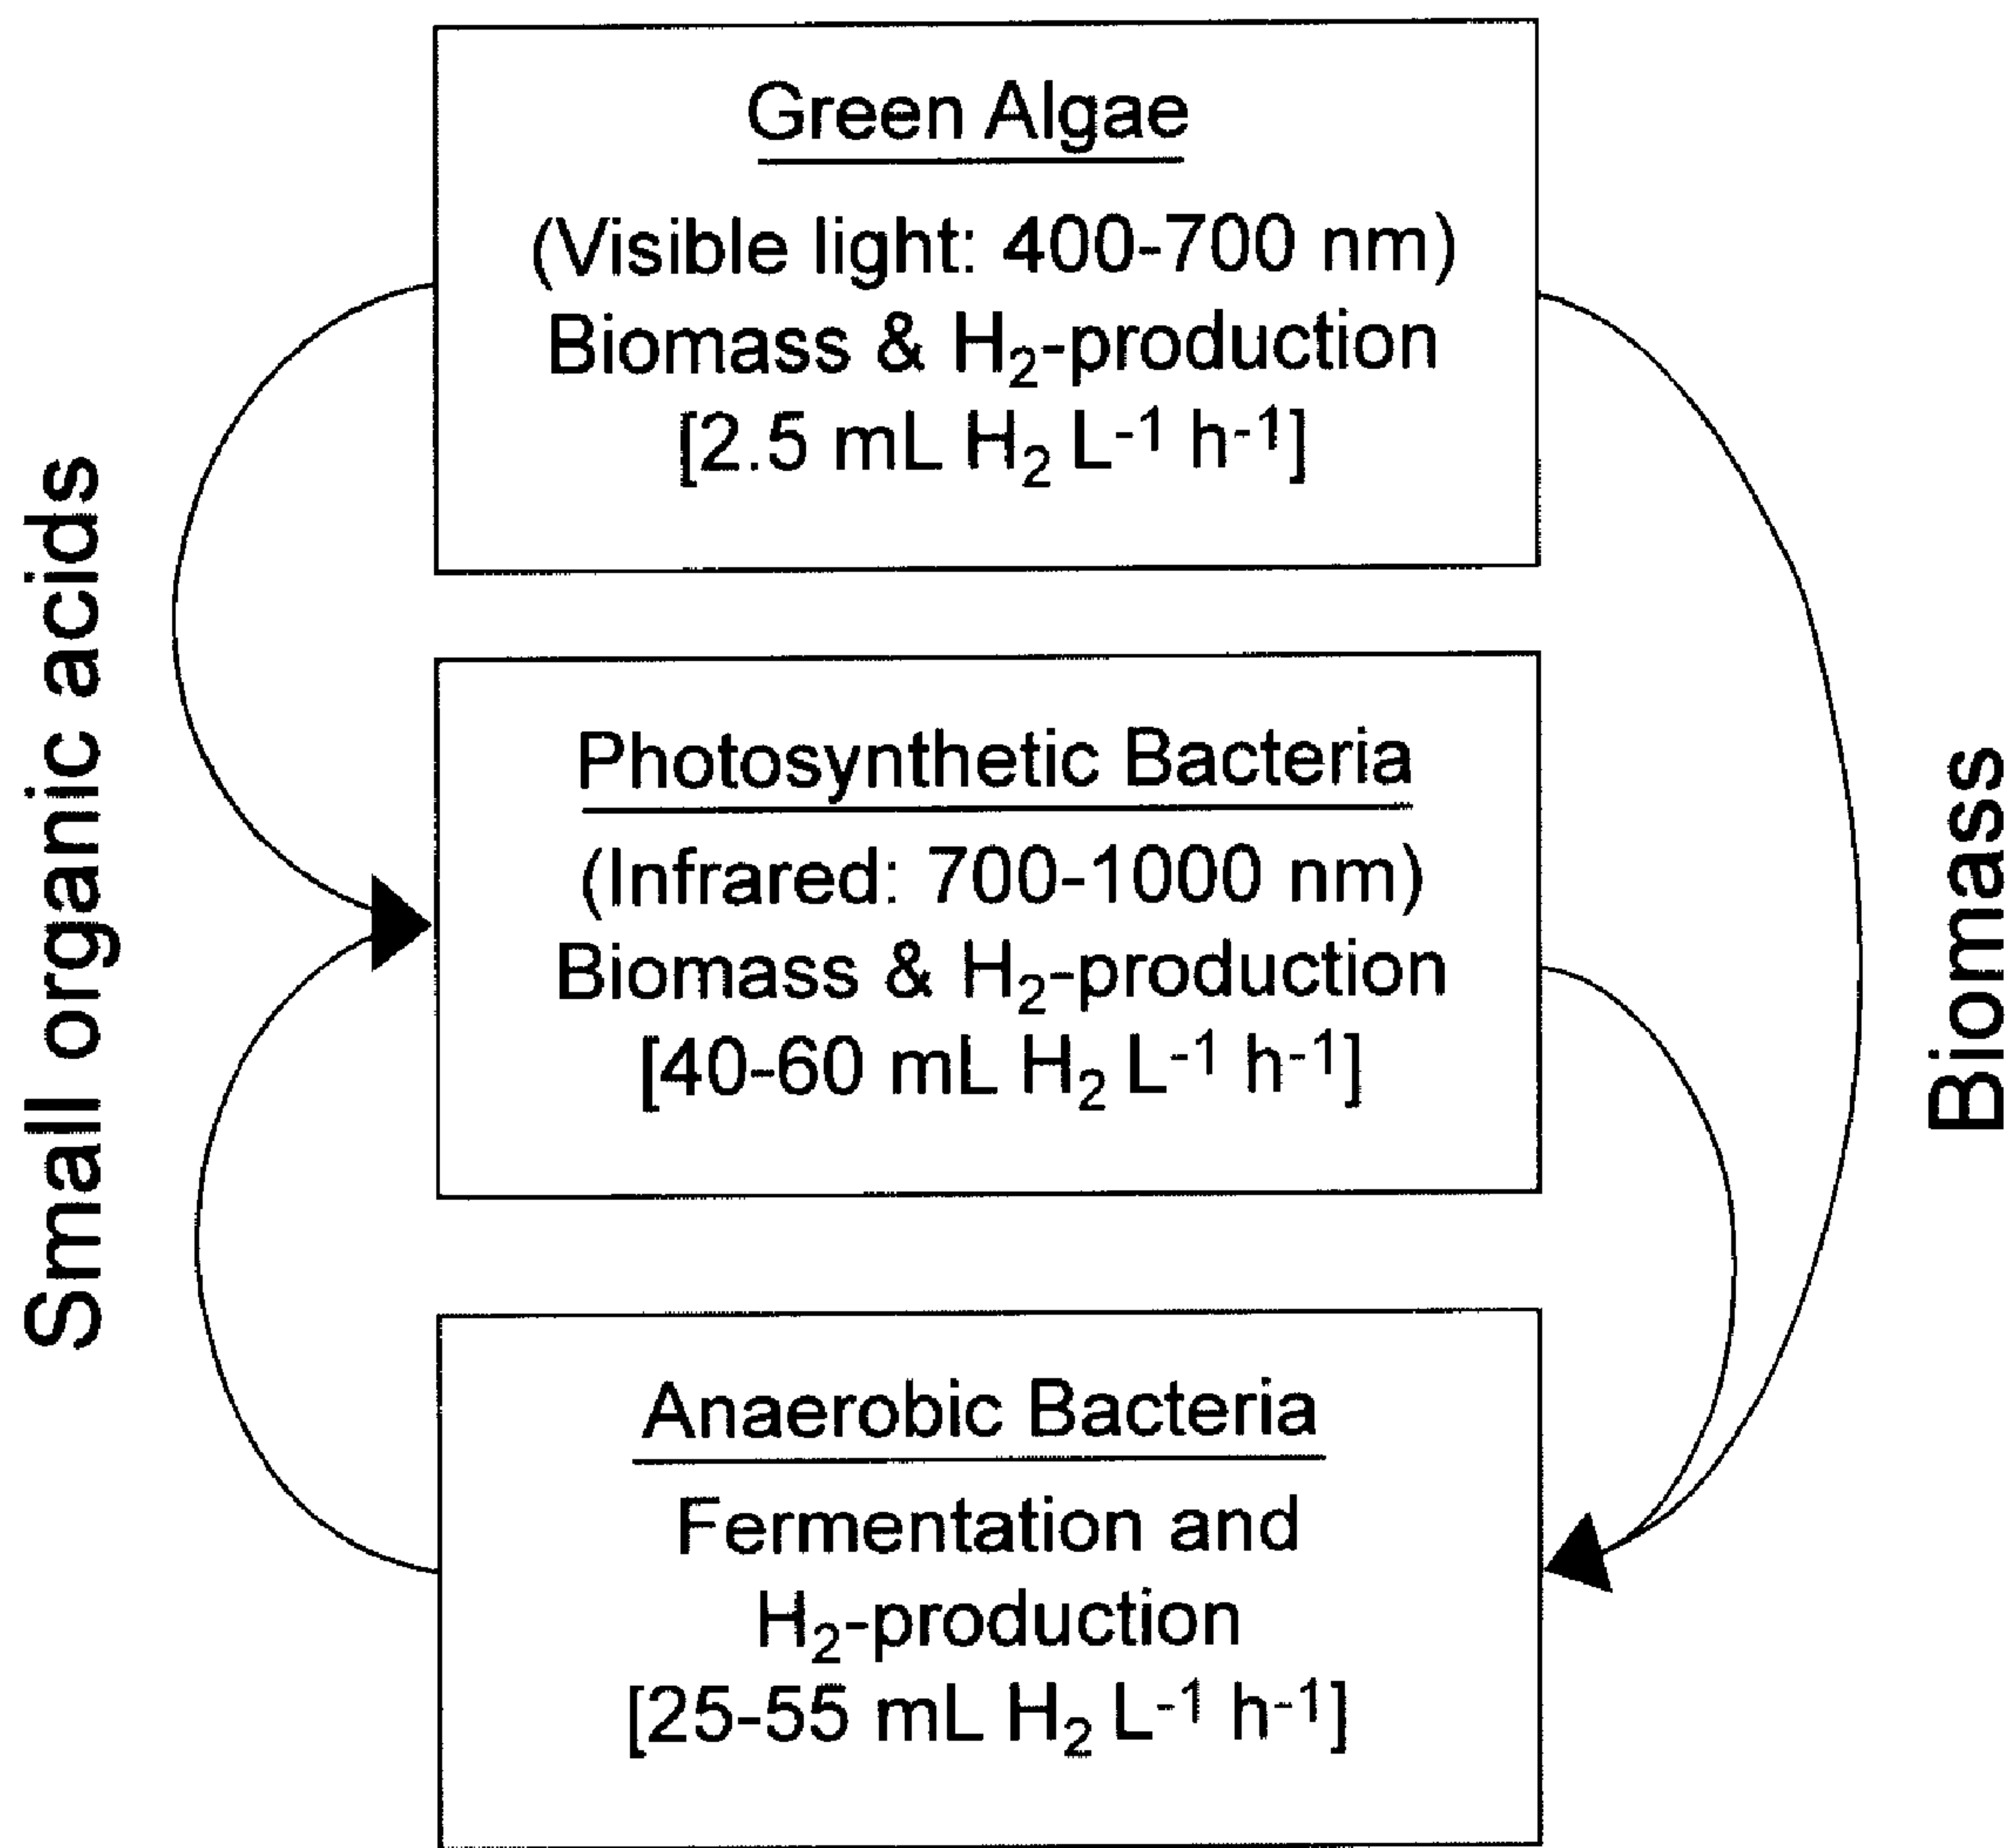 Green Algae
(Visible light: 400-700 nm)
Biomass & H₂-production
[2.5 mL H₂ L⁻¹ h⁻¹]
Small organic acids
Photosynthetic Bacteria
(Infrared: 700-1000 nm)
Biomass & H₂-production
[40-60 mL H₂ L⁻¹ h⁻¹]
Biomass
Anaerobic Bacteria
Fermentation and
H₂-production
[25-55 mL H₂ L⁻¹ h⁻¹]